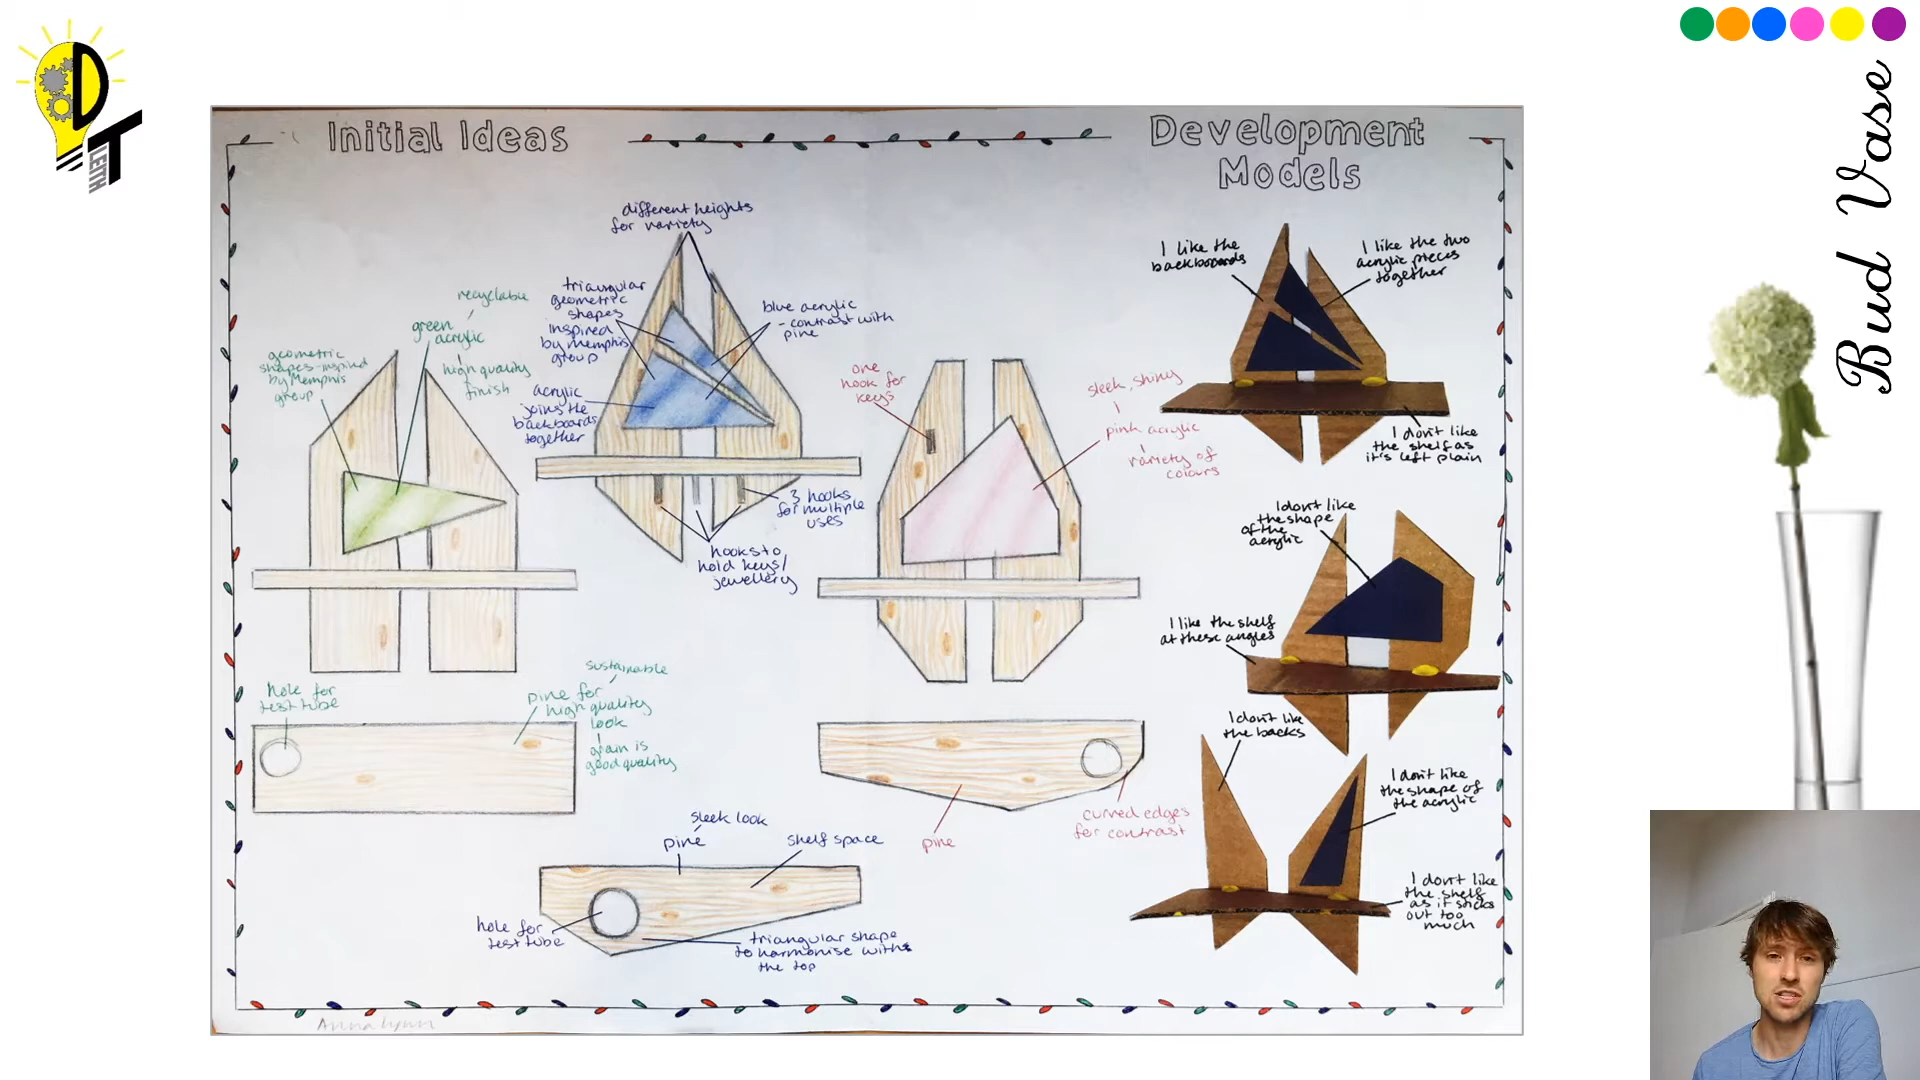 DT
LEITH
Bud Vase
Initial Ideas
Development
Models
different heights
for variety
triangular
geometric
shapes
inspired
by memphis
group
blue acrylic
- contrast with
pine
acrylic
joins the
backboards
together
3 hooks
for multiple
uses
hooks to
hold keys/
jewellery
recyclable
green
acrylic
high quality
finish
geometric
shapes-inspired
by Memphis
group
hole for
test tube
sustainable
pine for
high quality
look
grain is
good quality
one
hook for
keys
sleek, shiny
pink acrylic
variety of
colours
curved edges
for contrast
pine
sleek look
pine
shelf space
hole for
test tube
triangular shape
to harmonise with
the top
I like the
backboards
I like the two
acrylic pieces
together
I don't like
the shelf as
it's left plain
I don't like
the shape
of the
acrylic
I like the shelf
at these angles
I don't like
the backs
I don't like
the shape of
the acrylic
I don't like
the shelf
as it sticks
out too
much